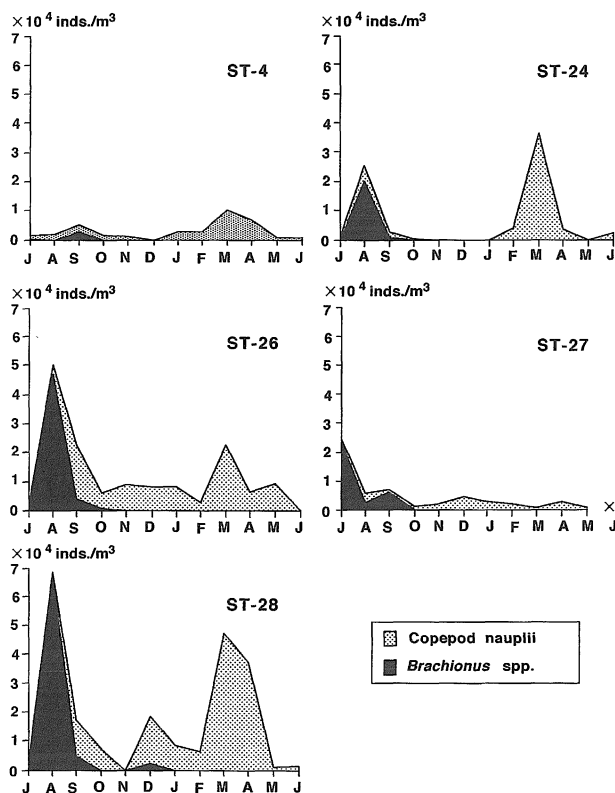 ×10⁴ inds./m³
ST-4
7
6
5
4
3
2
1
0
J A S O N D J F M A M J
×10⁴ inds./m³
ST-24
7
6
5
4
3
2
1
0
J A S O N D J F M A M J
×10⁴ inds./m³
ST-26
7
6
5
4
3
2
1
0
J A S O N D J F M A M J
×10⁴ inds./m³
ST-27
7
6
5
4
3
2
1
0
×
J A S O N D J F M A M J
×10⁴ inds./m³
ST-28
7
6
5
4
3
2
1
0
J A S O N D J F M A M J
Copepod nauplii
Brachionus spp.